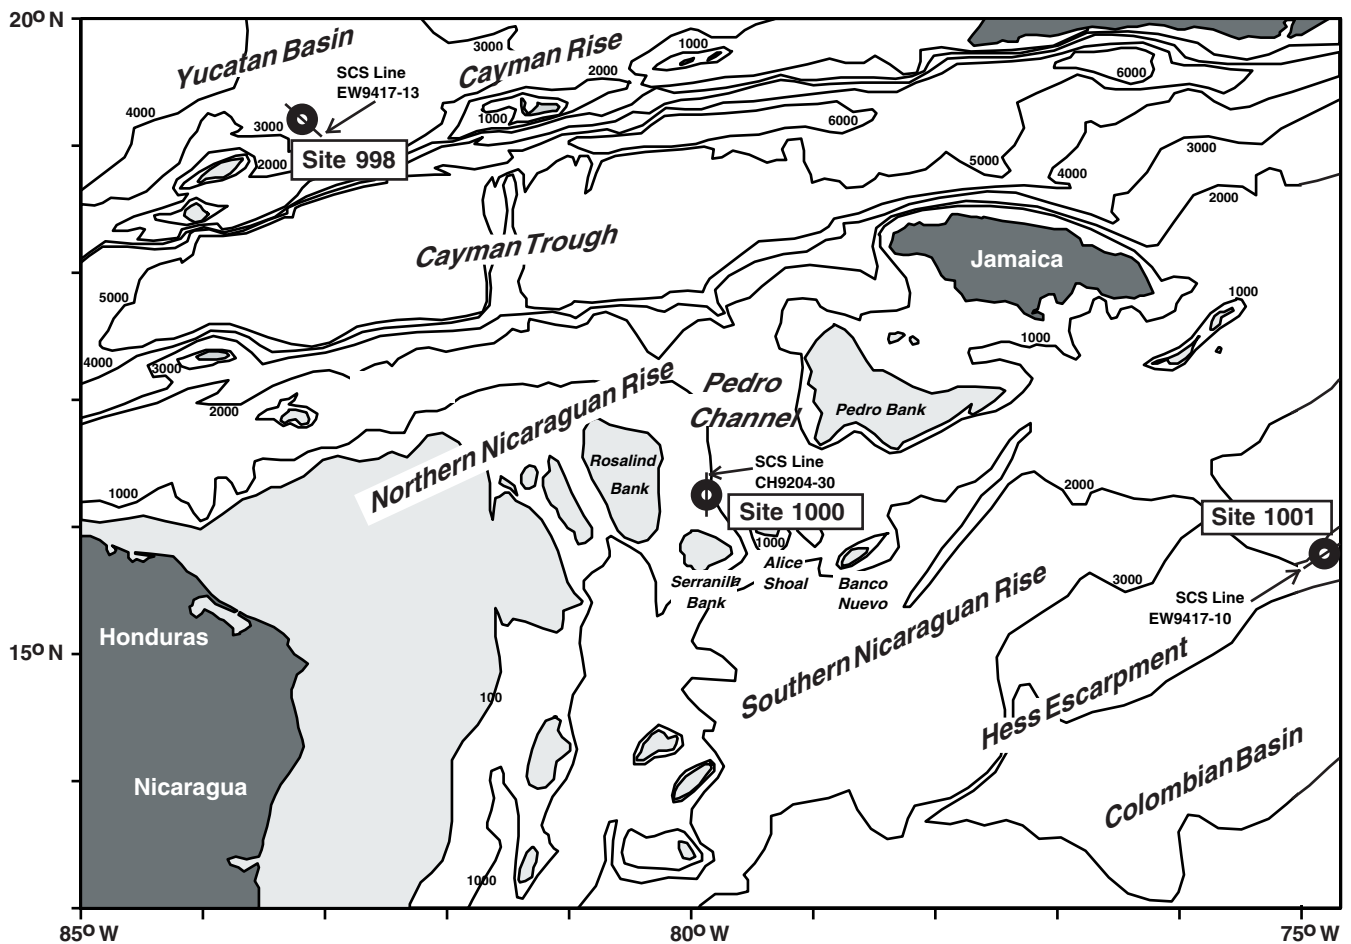 20° N
Yucatan Basin
3000
Cayman Rise
1000
2000
6000
SCS Line
EW9417-13
4000
3000
1000
6000
2000
Site 998
5000
3000
4000
2000
Cayman Trough
Jamaica
5000
1000
4000
3000
1000
2000
Northern Nicaraguan Rise
Pedro
Channel
Pedro Bank
Rosalind
Bank
SCS Line
CH9204-30
1000
2000
Site 1000
Site 1001
1000
Alice
Shoal
Serranilla
Bank
Banco
Nuevo
3000
SCS Line
EW9417-10
Honduras
15° N
Southern Nicaraguan Rise
100
Hess Escarpment
Nicaragua
Colombian Basin
1000
85° W
80° W
75° W